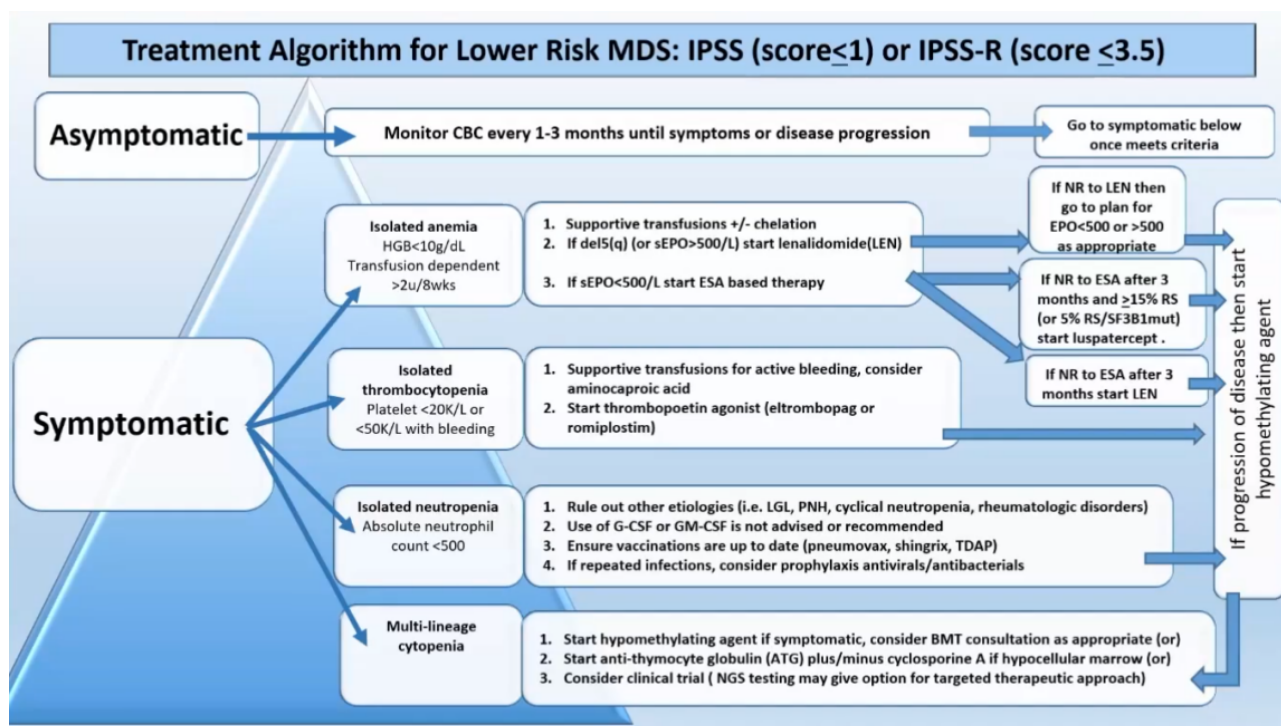 Treatment Algorithm for Lower Risk MDS: IPSS (score≤1) or IPSS-R (score ≤3.5)
Asymptomatic
Monitor CBC every 1-3 months until symptoms or disease progression
Go to symptomatic below
once meets criteria
Symptomatic
Isolated anemia
HGB<10g/dL
Transfusion dependent
>2u/8wks
1. Supportive transfusions +/- chelation
2. If del5(q) (or sEPO>500/L) start lenalidomide(LEN)
3. If sEPO<500/L start ESA based therapy
If NR to LEN then
go to plan for
EPO<500 or >500
as appropriate
If NR to ESA after 3
months and ≥15% RS
(or 5% RS/SF3B1mut)
start luspatercept .
If NR to ESA after 3
months start LEN
Isolated
thrombocytopenia
Platelet <20K/L or
<50K/L with bleeding
1. Supportive transfusions for active bleeding, consider
aminocaproic acid
2. Start thrombopoetin agonist (eltrombopag or
romiplostim)
Isolated neutropenia
Absolute neutrophil
count <500
1. Rule out other etiologies (i.e. LGL, PNH, cyclical neutropenia, rheumatologic disorders)
2. Use of G-CSF or GM-CSF is not advised or recommended
3. Ensure vaccinations are up to date (pneumovax, shingrix, TDAP)
4. If repeated infections, consider prophylaxis antivirals/antibacterials
Multi-lineage
cytopenia
1. Start hypomethylating agent if symptomatic, consider BMT consultation as appropriate (or)
2. Start anti-thymocyte globulin (ATG) plus/minus cyclosporine A if hypocellular marrow (or)
3. Consider clinical trial ( NGS testing may give option for targeted therapeutic approach)
If progression of disease then start
hypomethylating agent